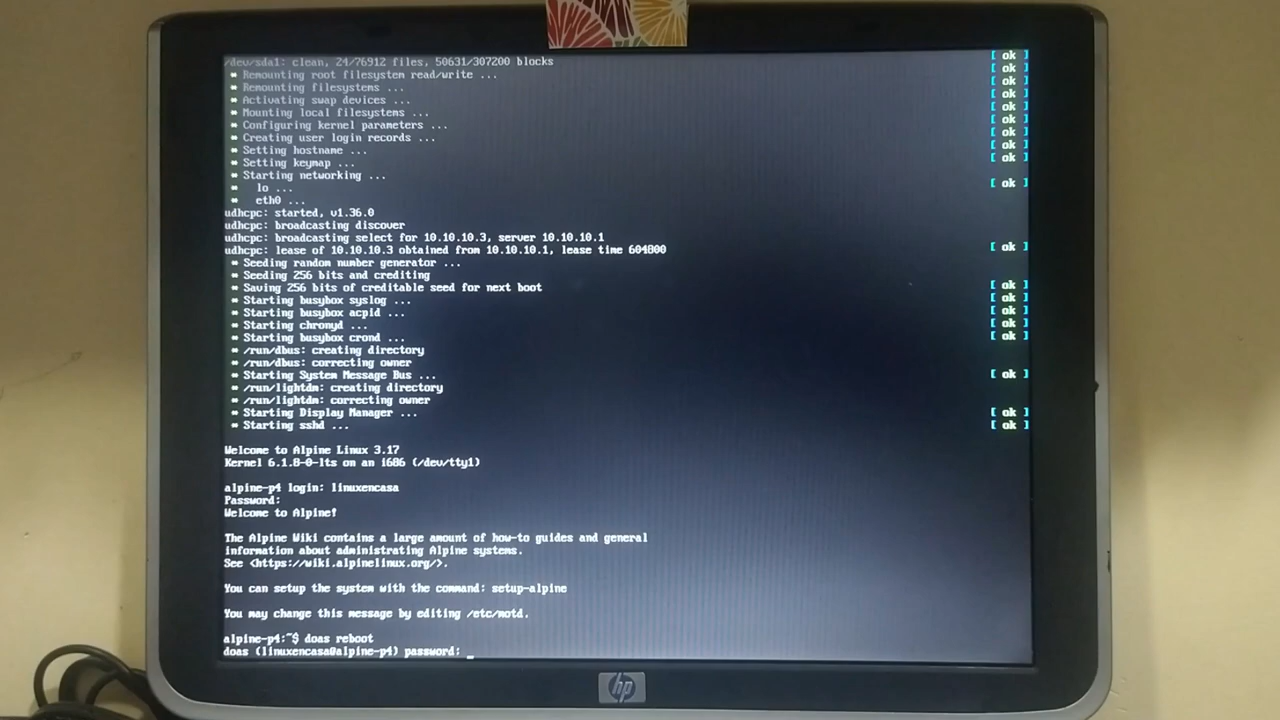 /dev/sda1: clean, 24/76912 files, 50631/307200 blocks [ ok ]
* Remounting root filesystem read/write ... [ ok ]
* Remounting filesystems ... [ ok ]
* Activating swap devices ... [ ok ]
* Mounting local filesystems ... [ ok ]
* Configuring kernel parameters ... [ ok ]
* Creating user login records ... [ ok ]
* Setting hostname ... [ ok ]
* Setting keymap ... [ ok ]
* Starting networking ...
* lo ... [ ok ]
* eth0 ...
udhcpc: started, v1.36.0
udhcpc: broadcasting discover
udhcpc: broadcasting select for 10.10.10.3, server 10.10.10.1
udhcpc: lease of 10.10.10.3 obtained from 10.10.10.1, lease time 604800 [ ok ]
* Seeding random number generator ...
* Seeding 256 bits and crediting
* Saving 256 bits of creditable seed for next boot [ ok ]
* Starting busybox syslog ... [ ok ]
* Starting busybox acpid ... [ ok ]
* Starting chronyd ... [ ok ]
* Starting busybox crond ... [ ok ]
* /run/dbus: creating directory
* /run/dbus: correcting owner
* Starting System Message Bus ... [ ok ]
* /run/lightdm: creating directory
* /run/lightdm: correcting owner
* Starting Display Manager ... [ ok ]
* Starting sshd ... [ ok ]
Welcome to Alpine Linux 3.17
Kernel 6.1.8-0-lts on an i686 (/dev/tty1)
alpine-p4 login: linuxencasa
Password:
Welcome to Alpine!
The Alpine Wiki contains a large amount of how-to guides and general
information about administrating Alpine systems.
See <https://wiki.alpinelinux.org/>.
You can setup the system with the command: setup-alpine
You may change this message by editing /etc/motd.
alpine-p4:~$ doas reboot
doas (linuxencasa@alpine-p4) password: _
hp